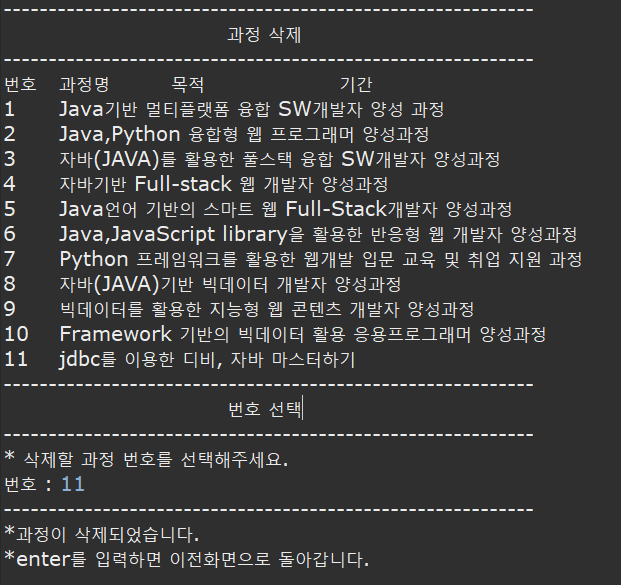 ------------------------------------------------------------
과정 삭제
------------------------------------------------------------
번호 과정명 목적 기간
1 Java기반 멀티플랫폼 융합 SW개발자 양성 과정
2 Java,Python 융합형 웹 프로그래머 양성과정
3 자바(JAVA)를 활용한 풀스택 융합 SW개발자 양성과정
4 자바기반 Full-stack 웹 개발자 양성과정
5 Java언어 기반의 스마트 웹 Full-Stack개발자 양성과정
6 Java,JavaScript library을 활용한 반응형 웹 개발자 양성과정
7 Python 프레임워크를 활용한 웹개발 입문 교육 및 취업 지원 과정
8 자바(JAVA)기반 빅데이터 개발자 양성과정
9 빅데이터를 활용한 지능형 웹 콘텐츠 개발자 양성과정
10 Framework 기반의 빅데이터 활용 응용프로그래머 양성과정
11 jdbc를 이용한 디비, 자바 마스터하기
------------------------------------------------------------
번호 선택
------------------------------------------------------------
* 삭제할 과정 번호를 선택해주세요.
번호 : 11
------------------------------------------------------------
*과정이 삭제되었습니다.
*enter를 입력하면 이전화면으로 돌아갑니다.